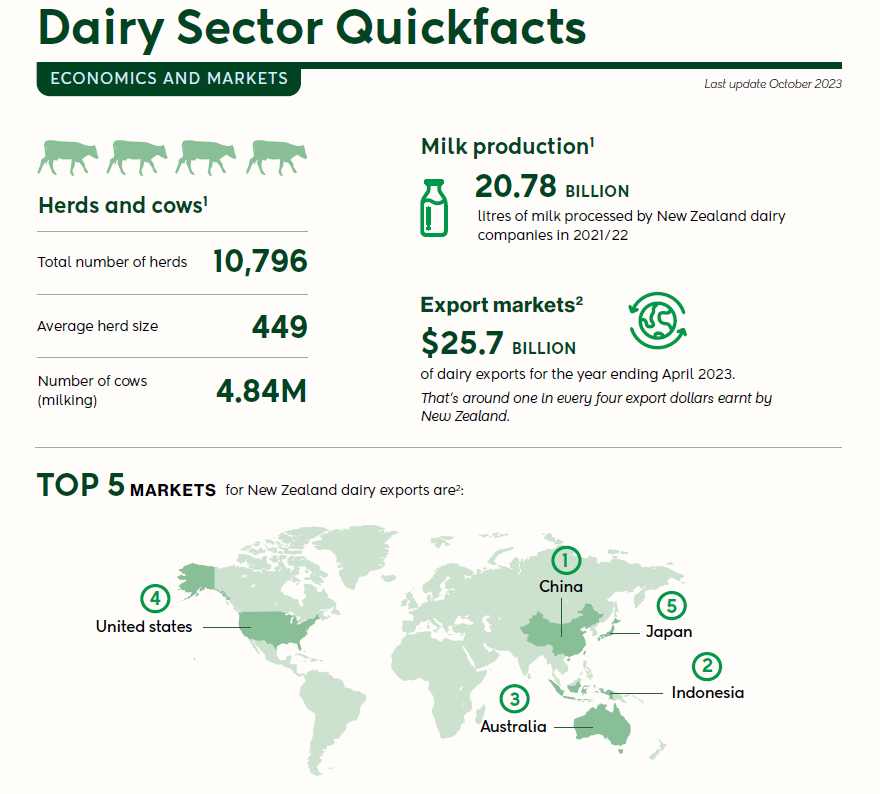 Dairy Sector Quickfacts
ECONOMICS AND MARKETS
Last update October 2023
Herds and cows¹
Total number of herds 10,796
Average herd size 449
Number of cows
(milking) 4.84M
Milk production¹
20.78 BILLION
litres of milk processed by New Zealand dairy
companies in 2021/22
Export markets²
$25.7 BILLION
of dairy exports for the year ending April 2023.
That's around one in every four export dollars earnt by
New Zealand.
TOP 5 MARKETS for New Zealand dairy exports are²:
1
China
4
United states
5
Japan
2
Indonesia
3
Australia